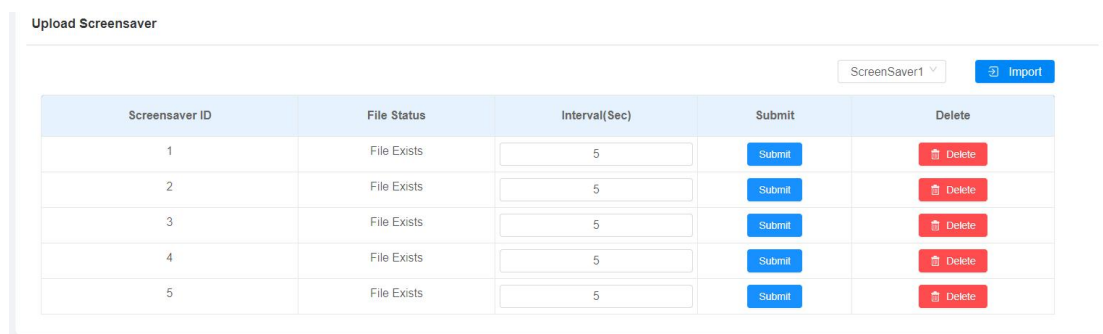 Upload Screensaver
ScreenSaver1 Import
Screensaver ID File Status Interval(Sec) Submit Delete
1 File Exists 5 Submit Delete
2 File Exists 5 Submit Delete
3 File Exists 5 Submit Delete
4 File Exists 5 Submit Delete
5 File Exists 5 Submit Delete